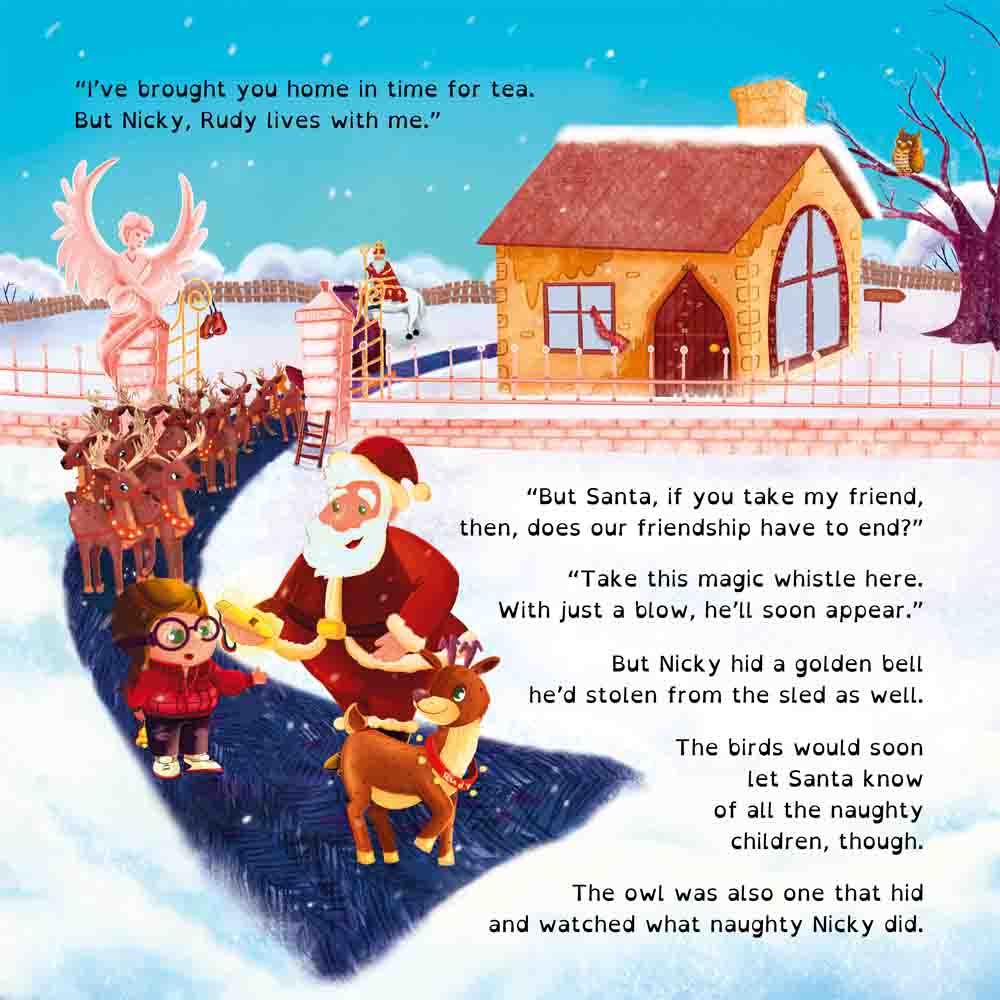 “I’ve brought you home in time for tea.
But Nicky, Rudy lives with me.”
“But Santa, if you take my friend,
then, does our friendship have to end?”
“Take this magic whistle here.
With just a blow, he’ll soon appear.”
But Nicky hid a golden bell
he’d stolen from the sled as well.
The birds would soon
let Santa know
of all the naughty
children, though.
The owl was also one that hid
and watched what naughty Nicky did.